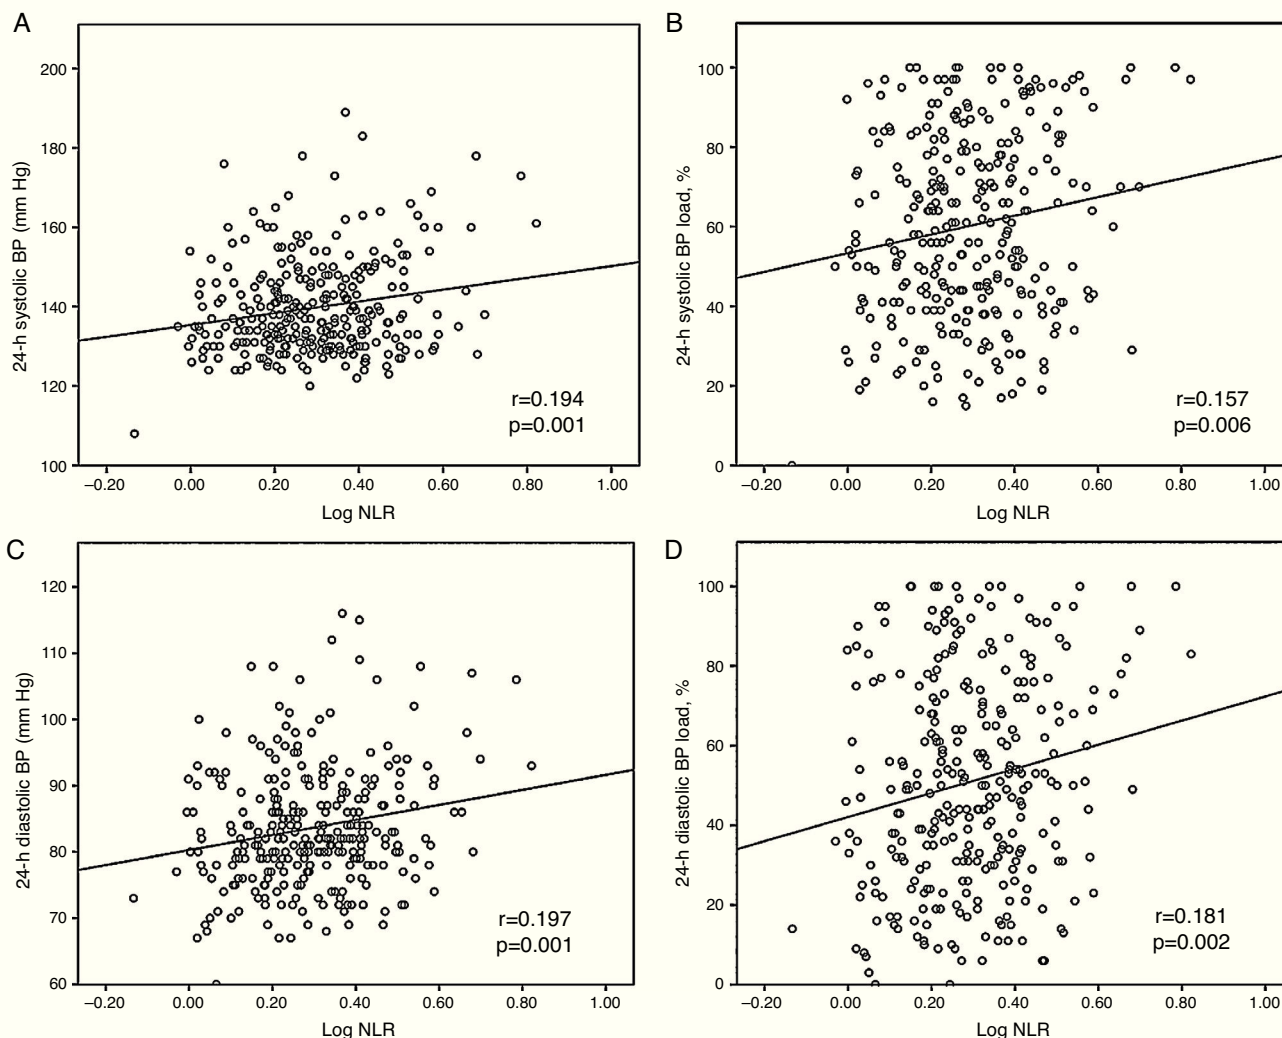 A
24-h systolic BP (mm Hg)
200
180
160
140
120
100
r=0.194
p=0.001
−0.20 0.00 0.20 0.40 0.60 0.80 1.00
Log NLR
B
24-h systolic BP load, %
100
80
60
40
20
0
r=0.157
p=0.006
−0.20 0.00 0.20 0.40 0.60 0.80 1.00
Log NLR
C
24-h diastolic BP (mm Hg)
120
110
100
90
80
70
60
r=0.197
p=0.001
−0.20 0.00 0.20 0.40 0.60 0.80 1.00
Log NLR
D
24-h diastolic BP load, %
100
80
60
40
20
0
r=0.181
p=0.002
−0.20 0.00 0.20 0.40 0.60 0.80 1.00
Log NLR